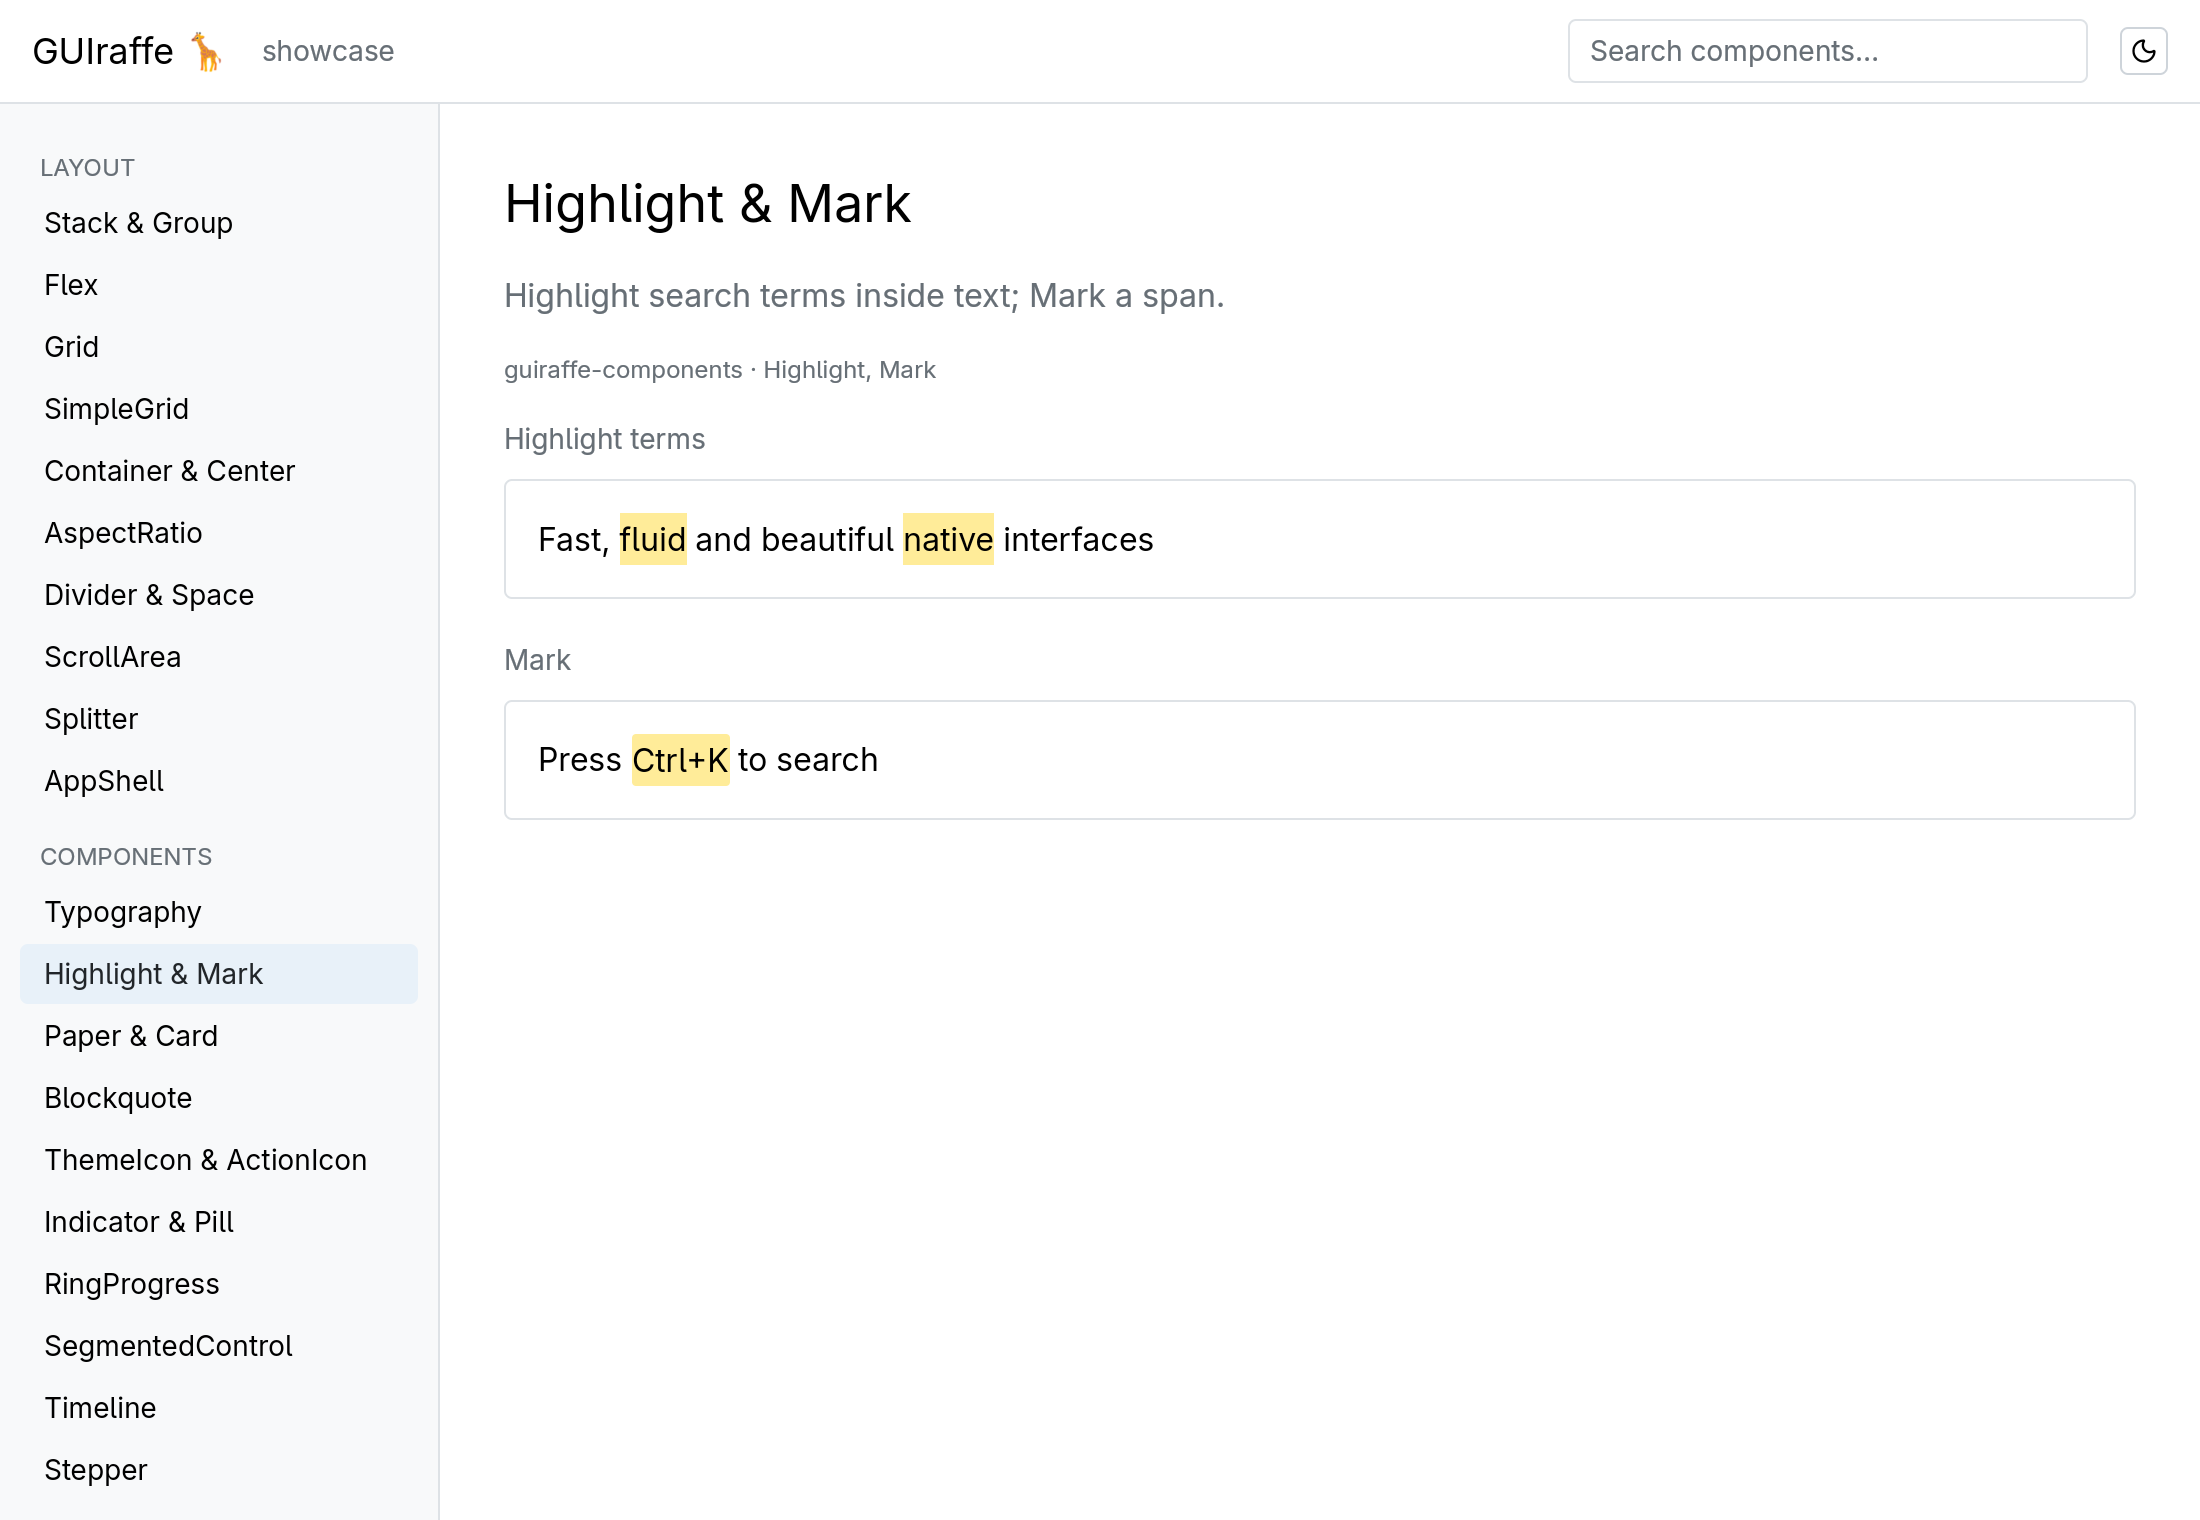 GUIraffe 🦒 showcase Search components...
LAYOUT
Stack & Group
Flex
Grid
SimpleGrid
Container & Center
AspectRatio
Divider & Space
ScrollArea
Splitter
AppShell
COMPONENTS
Typography
Highlight & Mark
Paper & Card
Blockquote
ThemeIcon & ActionIcon
Indicator & Pill
RingProgress
SegmentedControl
Timeline
Stepper
Highlight & Mark
Highlight search terms inside text; Mark a span.
guiraffe-components · Highlight, Mark
Highlight terms
Fast, fluid and beautiful native interfaces
Mark
Press Ctrl+K to search